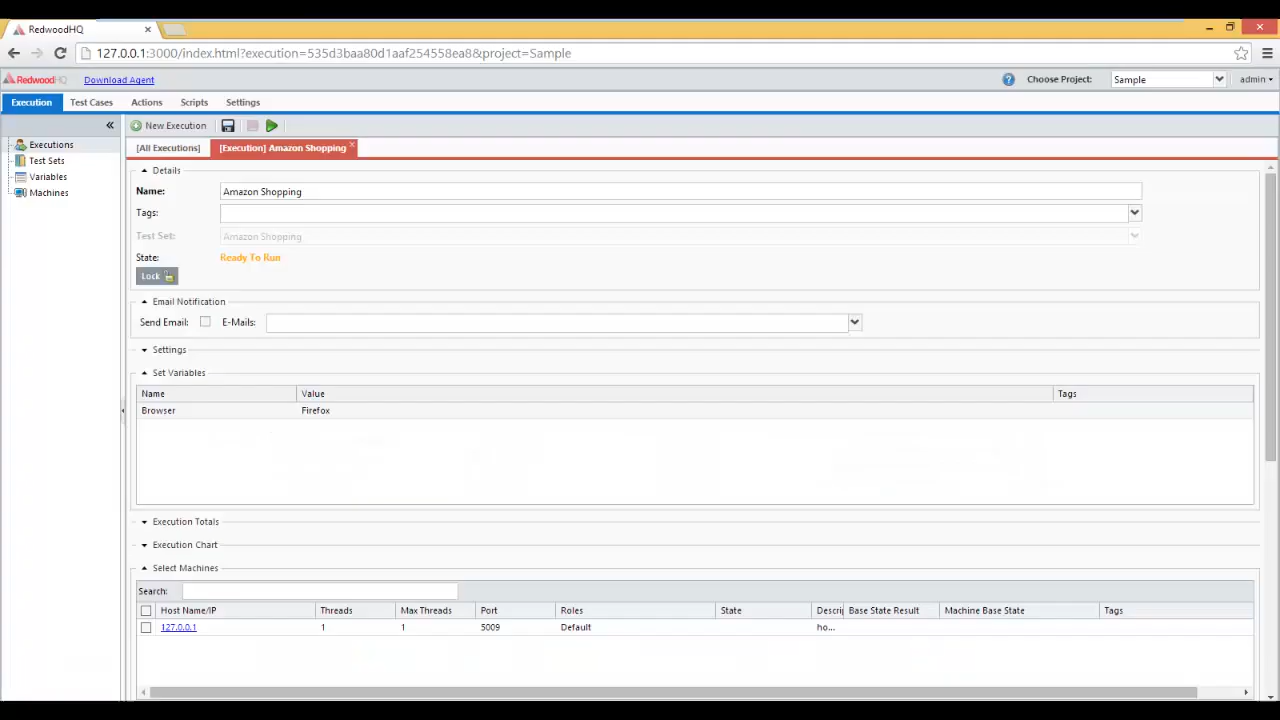 RedwoodHQ
127.0.0.1:3000/index.html?execution=535d3baa80d1aaf254558ea8&project=Sample
RedwoodHQ Download Agent Choose Project: Sample admin
Execution Test Cases Actions Scripts Settings
New Execution
Executions
Test Sets
Variables
Machines
[All Executions] [Execution] Amazon Shopping
Details
Name: Amazon Shopping
Tags:
Test Set: Amazon Shopping
State: Ready To Run
Lock
Email Notification
Send Email: E-Mails:
Settings
Set Variables
Name Value Tags
Browser Firefox
Execution Totals
Execution Chart
Select Machines
Search:
Host Name/IP Threads Max Threads Port Roles State Descrip Base State Result Machine Base State Tags
127.0.0.1 1 1 5009 Default ho...